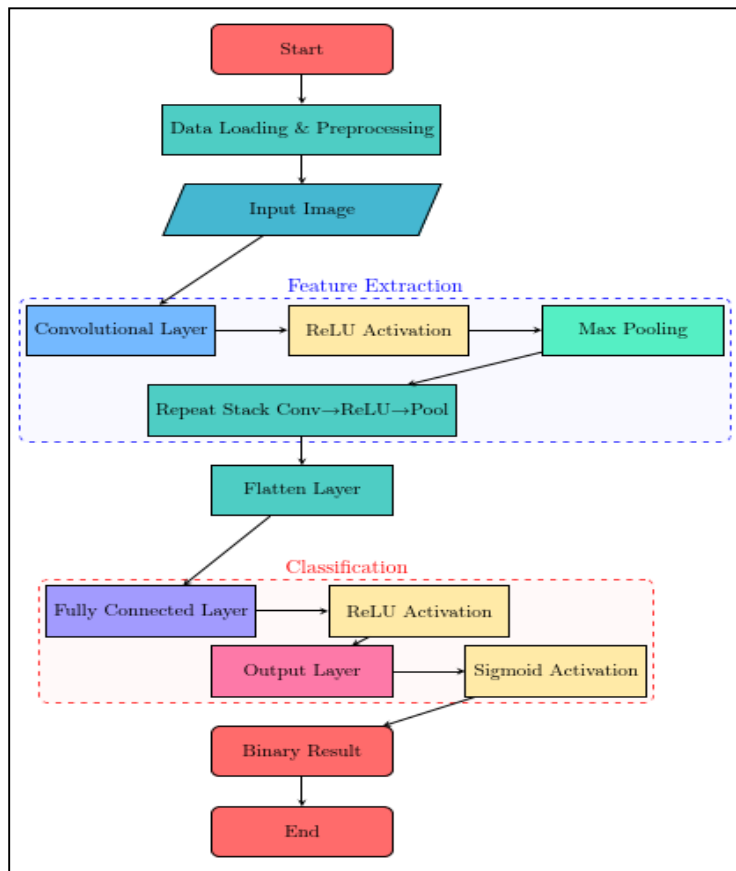 Start
Data Loading & Preprocessing
Input Image
Feature Extraction
Convolutional Layer
ReLU Activation
Max Pooling
Repeat Stack Conv→ReLU→Pool
Flatten Layer
Classification
Fully Connected Layer
ReLU Activation
Output Layer
Sigmoid Activation
Binary Result
End